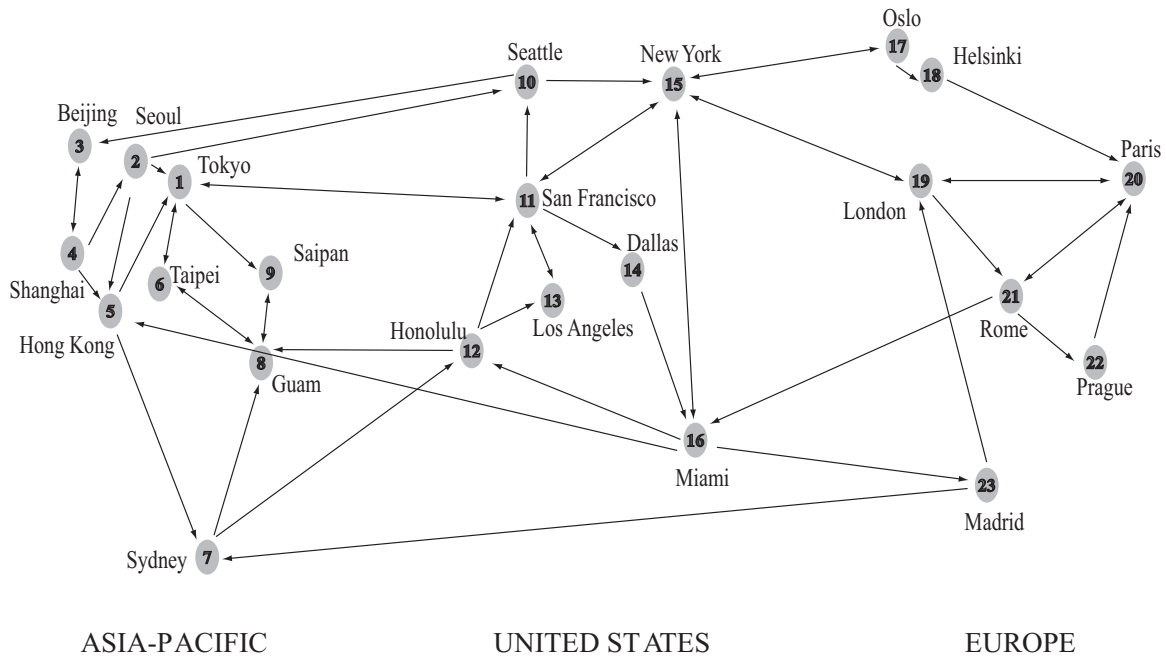 Oslo
17
Helsinki
18
Seattle
10
New York
15
Beijing
3
Seoul
2
Tokyo
1
Paris
20
19
London
11
San Francisco
4
Shanghai
Saipan
9
Dallas
14
6
Taipei
5
Hong Kong
13
Los Angeles
21
Rome
Honolulu
12
8
Guam
22
Prague
16
Miami
23
Madrid
Sydney
7
ASIA-PACIFIC
UNITED STATES
EUROPE